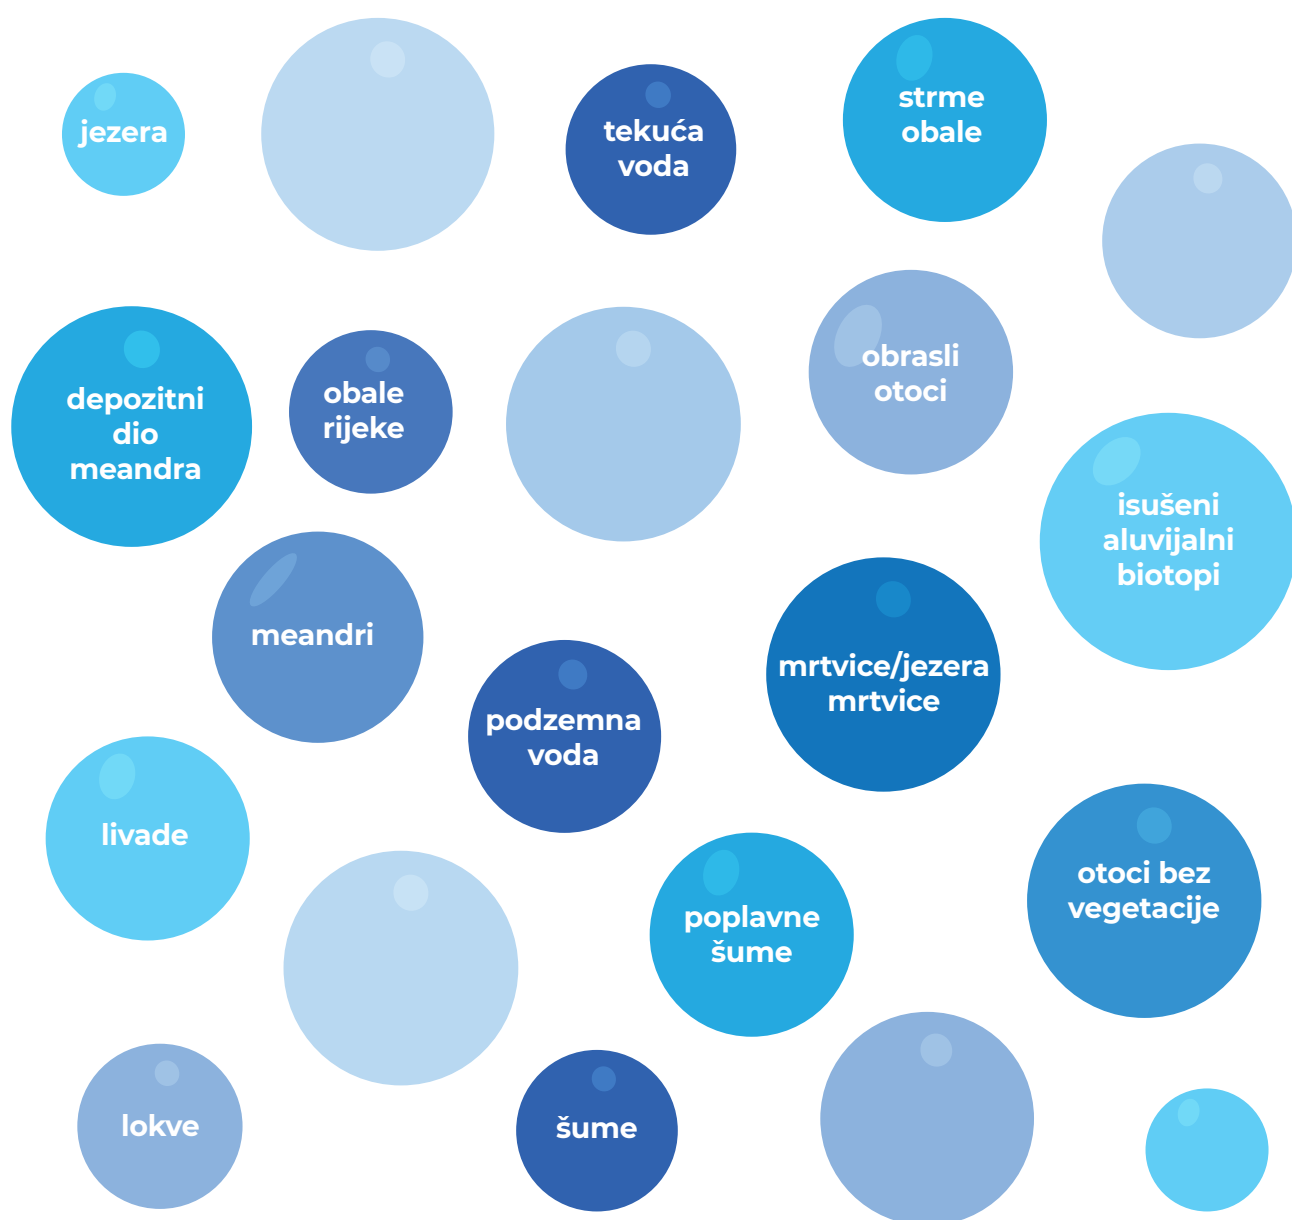 jezera
tekuća
voda
strme
obale
depozitni
dio
meandra
obale
rijeke
obrasli
otoci
isušeni
aluvijalni
biotopi
meandri
podzemna
voda
mrtvice/jezera
mrtvice
livade
poplavne
šume
otoci bez
vegetacije
lokve
šume